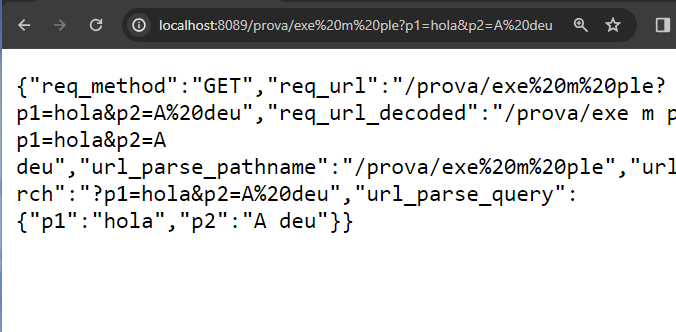 localhost:8089/prova/exe%20m%20ple?p1=hola&p2=A%20deu
{"req_method":"GET","req_url":"/prova/exe%20m%20ple?
p1=hola&p2=A%20deu","req_url_decoded":"/prova/exe m p
p1=hola&p2=A
deu","url_parse_pathname":"/prova/exe%20m%20ple","url
rch":"?p1=hola&p2=A%20deu","url_parse_query":
{"p1":"hola","p2":"A deu"}}